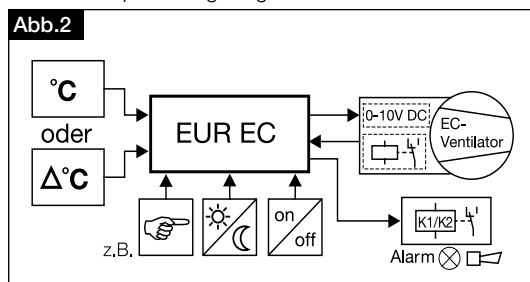 Abb.2
°C
oder
Δ°C
EUR EC
0-10V DC
EC-
Ventilator
z.B.
on
off
K1/K2
Alarm